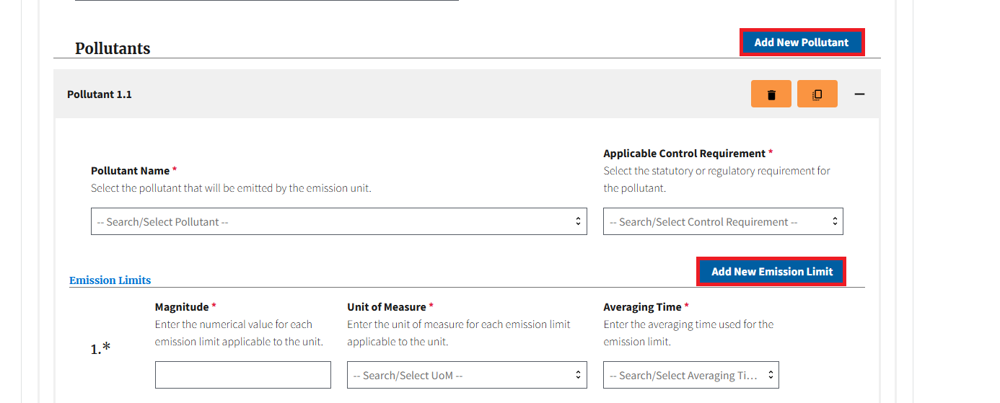 Pollutants
Add New Pollutant
Pollutant 1.1
Pollutant Name *
Select the pollutant that will be emitted by the emission unit.
-- Search/Select Pollutant --
Applicable Control Requirement *
Select the statutory or regulatory requirement for
the pollutant.
-- Search/Select Control Requirement --
Emission Limits
Add New Emission Limit
1.*
Magnitude *
Enter the numerical value for each
emission limit applicable to the unit.
Unit of Measure *
Enter the unit of measure for each emission limit
applicable to the unit.
-- Search/Select UoM --
Averaging Time *
Enter the averaging time used for the
emission limit.
-- Search/Select Averaging Ti...